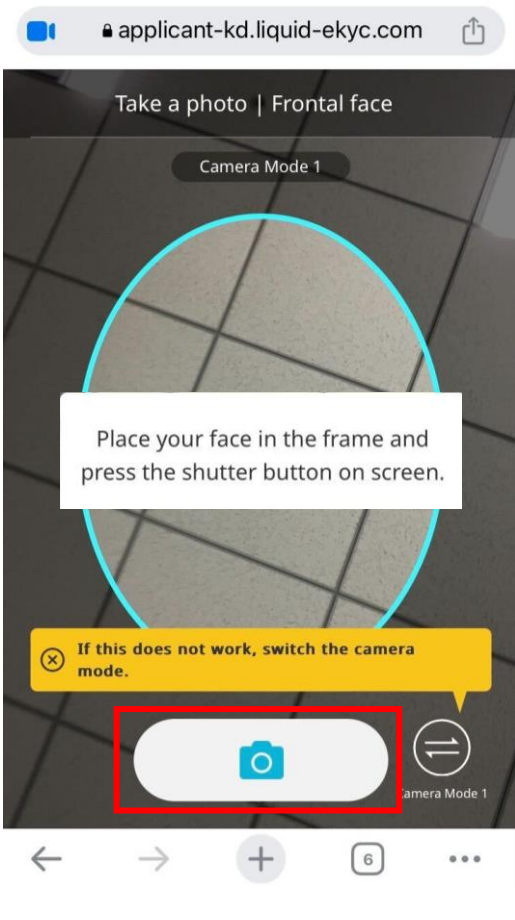 applicant-kd.liquid-ekyc.com
Take a photo | Frontal face
Camera Mode 1
Place your face in the frame and
press the shutter button on screen.
If this does not work, switch the camera
mode.
Camera Mode 1
6